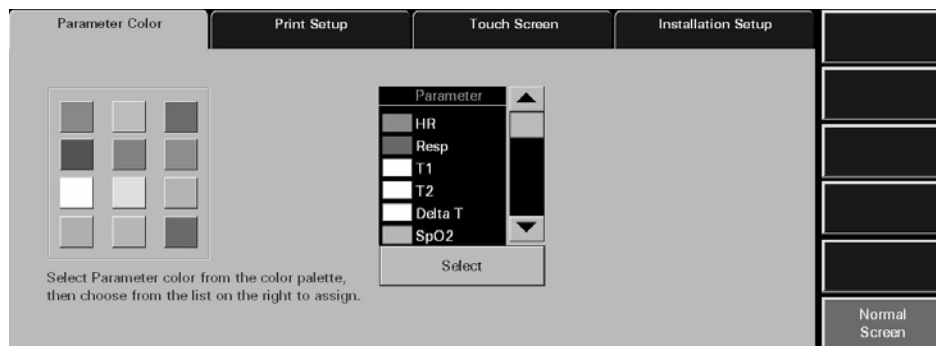 Parameter Color
Print Setup
Touch Screen
Installation Setup
Parameter
HR
Resp
T1
T2
Delta T
SpO2
Select
Select Parameter color from the color palette,
then choose from the list on the right to assign.
Normal
Screen